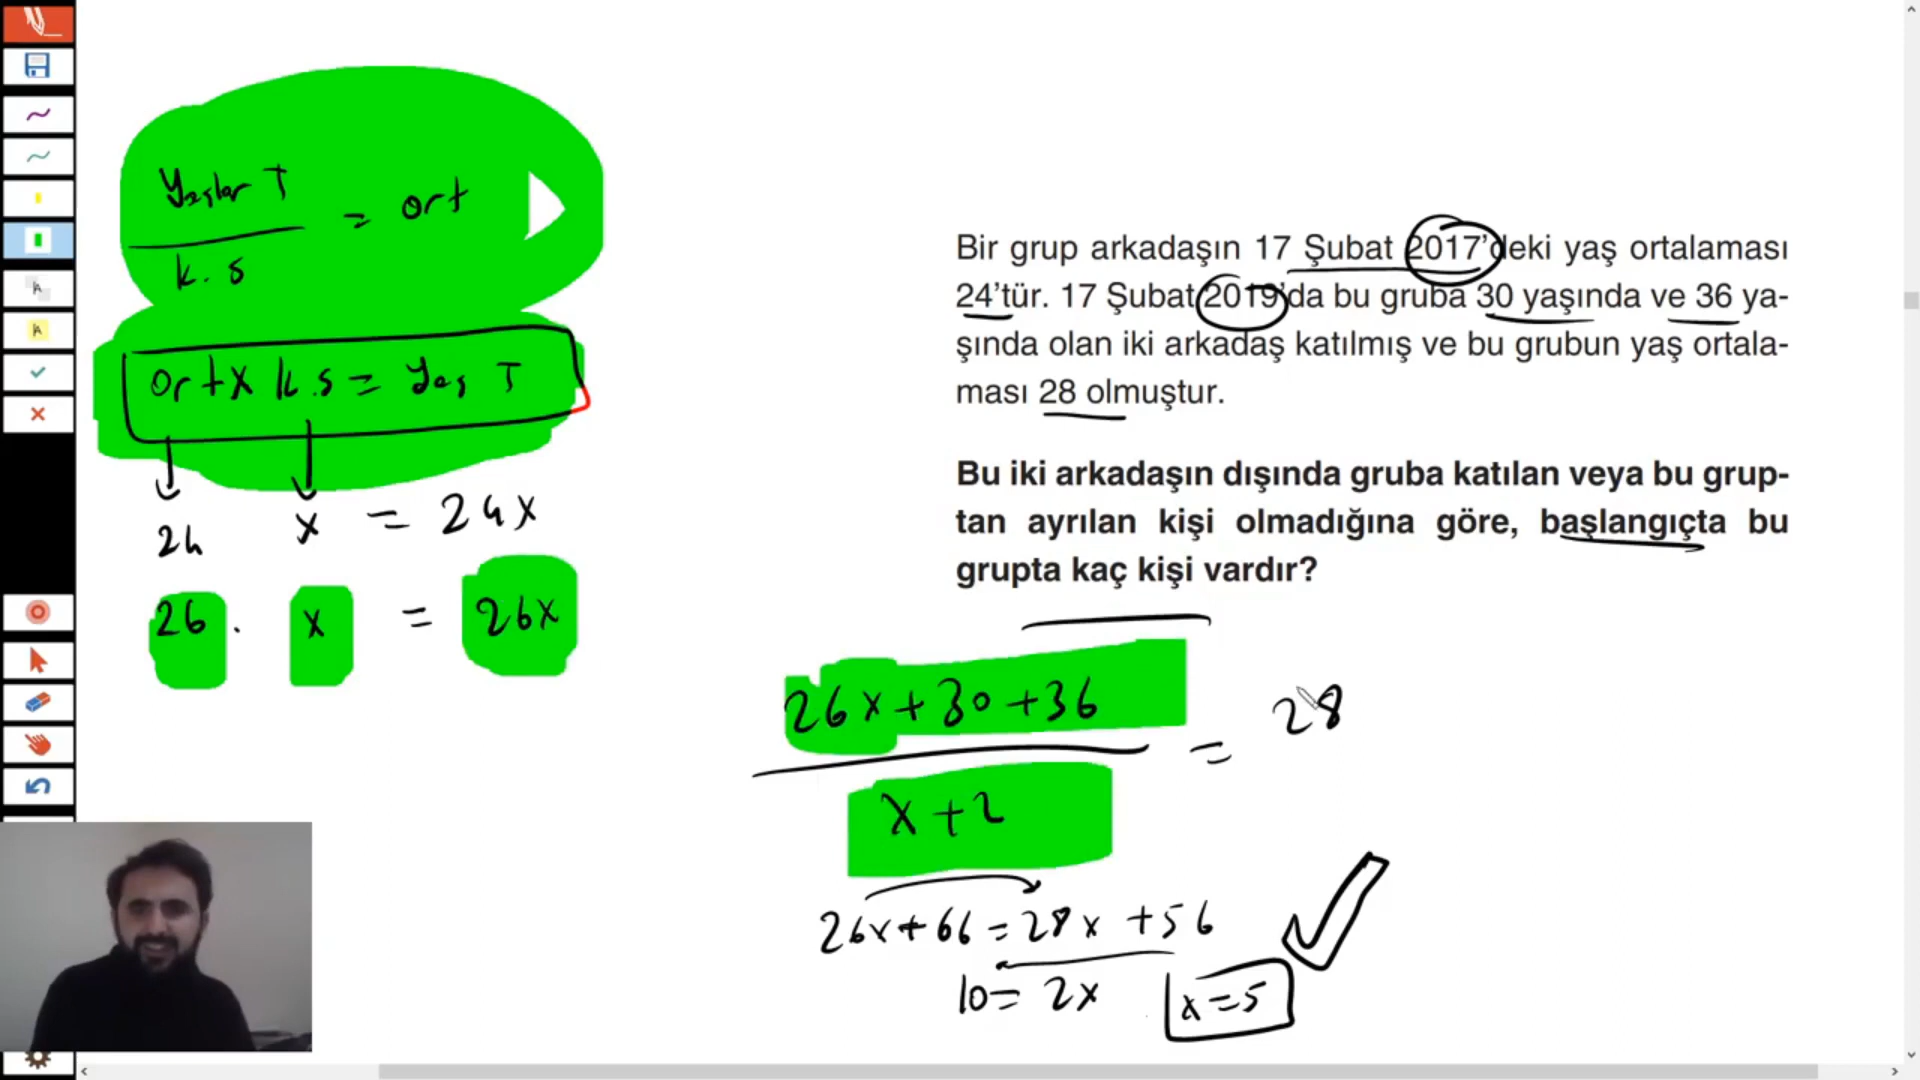 Yaşlar T
k. s
= ort
Ort x k.s = Yaş T
24 x = 24x
26 . x = 26x
Bir grup arkadaşın 17 Şubat 2017'deki yaş ortalaması
24'tür. 17 Şubat 2019'da bu gruba 30 yaşında ve 36 ya-
şında olan iki arkadaş katılmış ve bu grubun yaş ortala-
ması 28 olmuştur.
Bu iki arkadaşın dışında gruba katılan veya bu grup-
tan ayrılan kişi olmadığına göre, başlangıçta bu
grupta kaç kişi vardır?
26x+30+36
x+2
= 28
26x+66=28x+56
10=2x x=5